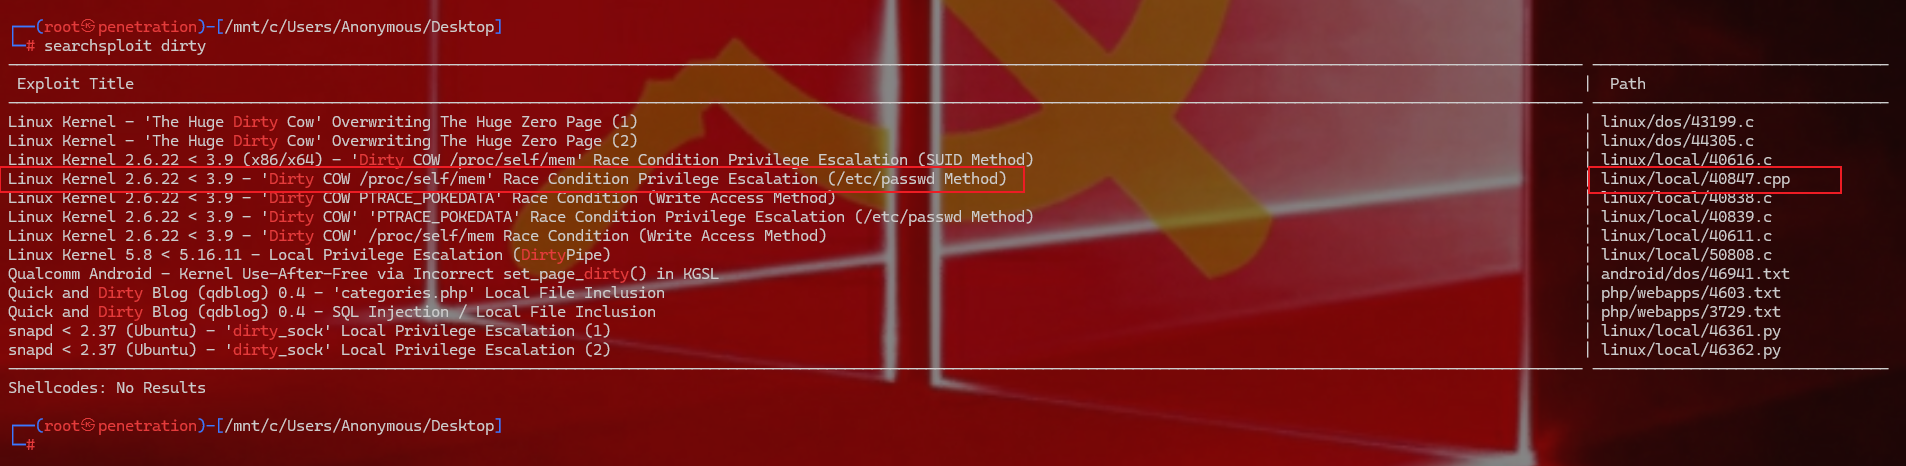 ┌──(root㉿penetration)-[/mnt/c/Users/Anonymous/Desktop]
└─# searchsploit dirty
Exploit Title | Path
Linux Kernel - 'The Huge Dirty Cow' Overwriting The Huge Zero Page (1) | linux/dos/43199.c
Linux Kernel - 'The Huge Dirty Cow' Overwriting The Huge Zero Page (2) | linux/dos/44305.c
Linux Kernel 2.6.22 < 3.9 (x86/x64) - 'Dirty COW /proc/self/mem' Race Condition Privilege Escalation (SUID Method) | linux/local/40616.c
Linux Kernel 2.6.22 < 3.9 - 'Dirty COW /proc/self/mem' Race Condition Privilege Escalation (/etc/passwd Method) | linux/local/40847.cpp
Linux Kernel 2.6.22 < 3.9 - 'Dirty COW PTRACE_POKEDATA' Race Condition (Write Access Method) | linux/local/40838.c
Linux Kernel 2.6.22 < 3.9 - 'Dirty COW' 'PTRACE_POKEDATA' Race Condition Privilege Escalation (/etc/passwd Method) | linux/local/40839.c
Linux Kernel 2.6.22 < 3.9 - 'Dirty COW' /proc/self/mem Race Condition (Write Access Method) | linux/local/40611.c
Linux Kernel 5.8 < 5.16.11 - Local Privilege Escalation (DirtyPipe) | linux/local/50808.c
Qualcomm Android - Kernel Use-After-Free via Incorrect set_page_dirty() in KGSL | android/dos/46941.txt
Quick and Dirty Blog (qdblog) 0.4 - 'categories.php' Local File Inclusion | php/webapps/4603.txt
Quick and Dirty Blog (qdblog) 0.4 - SQL Injection / Local File Inclusion | php/webapps/3729.txt
snapd < 2.37 (Ubuntu) - 'dirty_sock' Local Privilege Escalation (1) | linux/local/46361.py
snapd < 2.37 (Ubuntu) - 'dirty_sock' Local Privilege Escalation (2) | linux/local/46362.py
Shellcodes: No Results
┌──(root㉿penetration)-[/mnt/c/Users/Anonymous/Desktop]
└─#